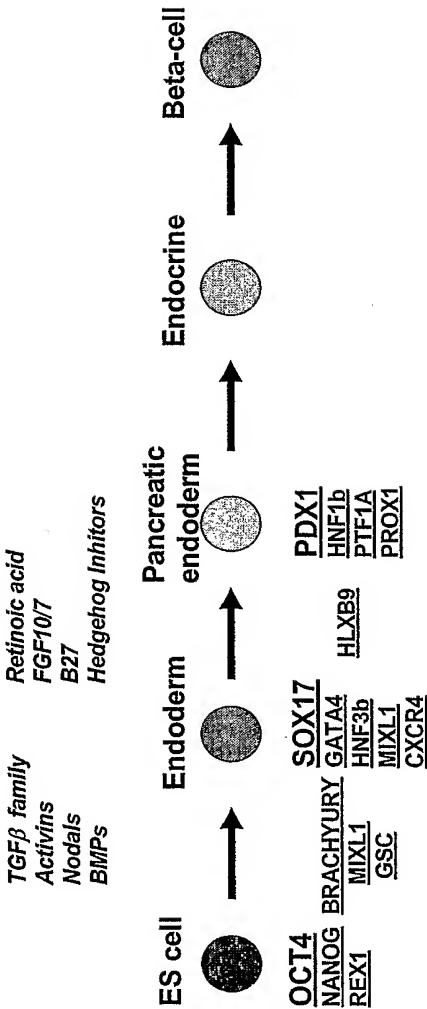 TGFβ family
Activins
Nodals
BMPs
Retinoic acid
FGF10/7
B27
Hedgehog Inhitors
ES cell
Endoderm
Pancreatic
endoderm
Endocrine
Beta-cell
OCT4
NANOG
REX1
BRACHYURY
MIXL1
GSC
SOX17
GATA4
HNF3b
MIXL1
CXCR4
HLXB9
PDX1
HNF1b
PTF1A
PROX1